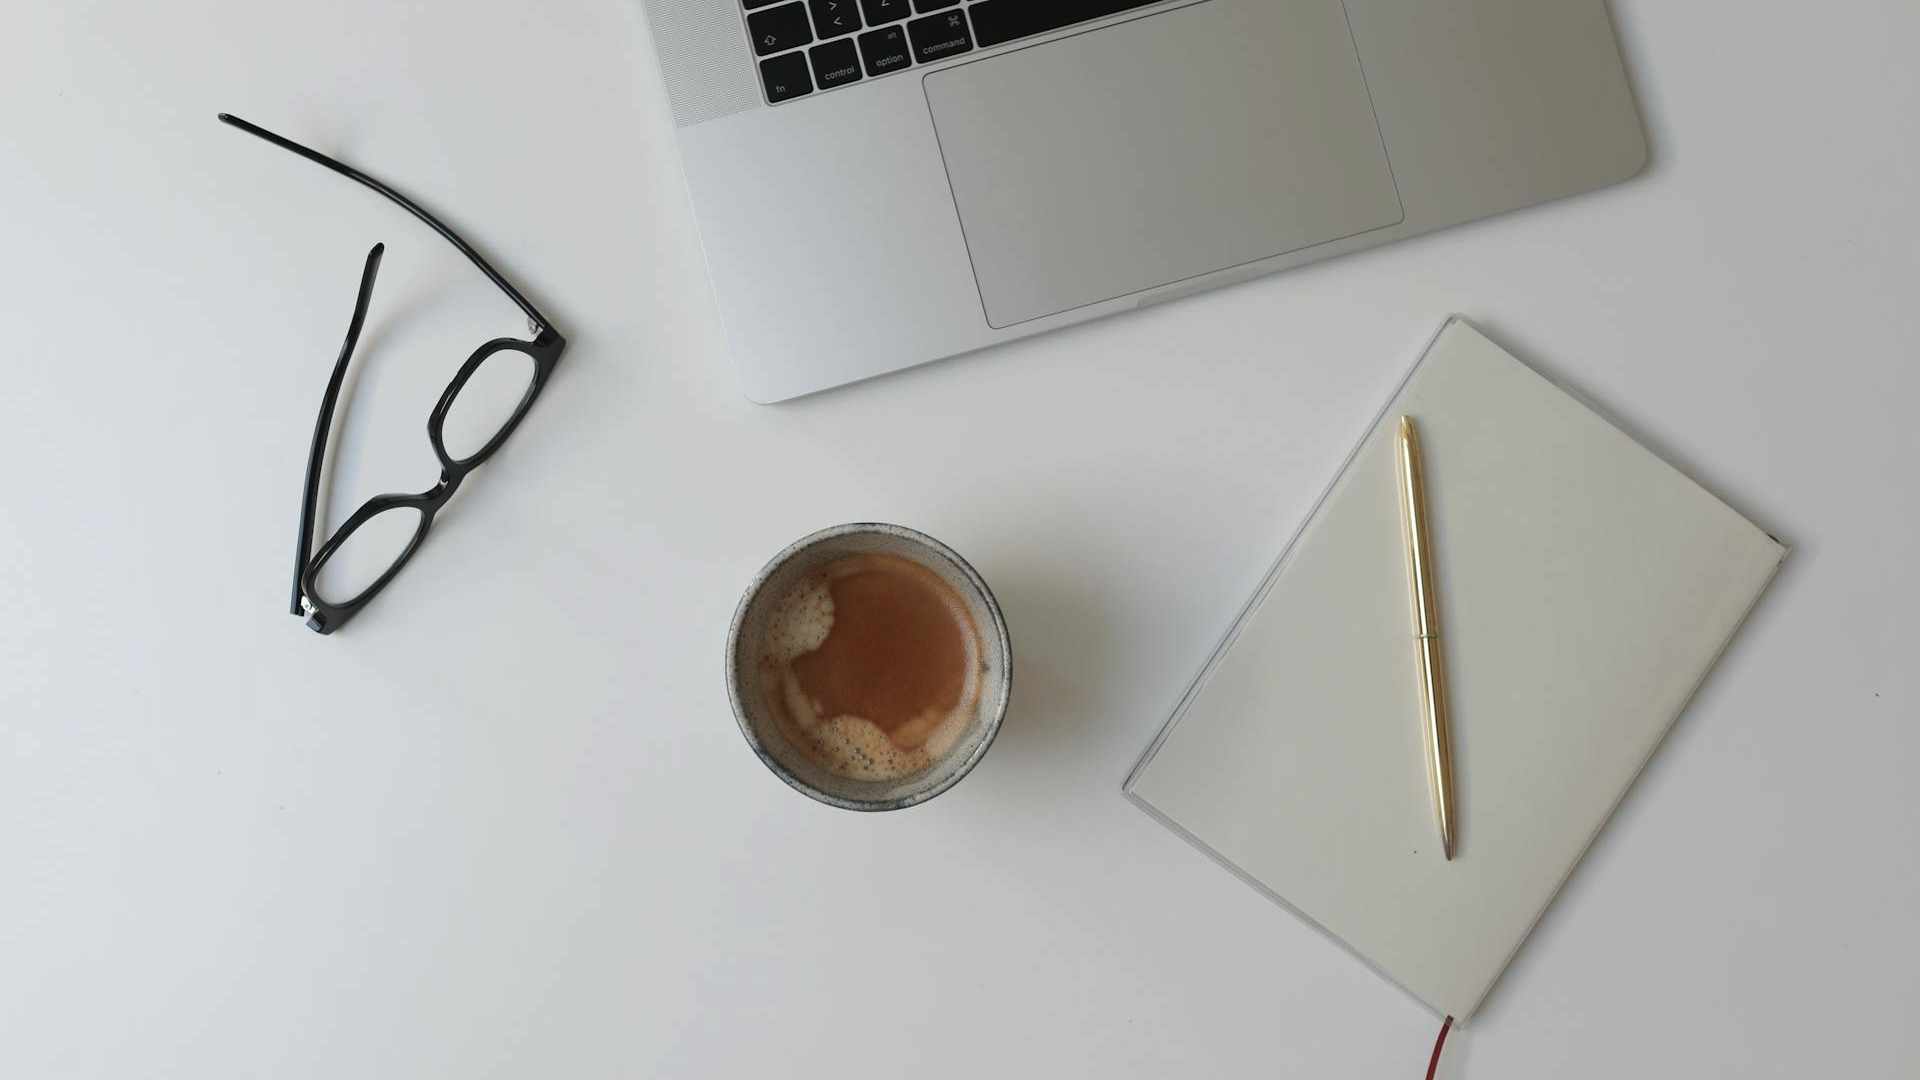 > Z
<
alt ⌘
control option command
fn